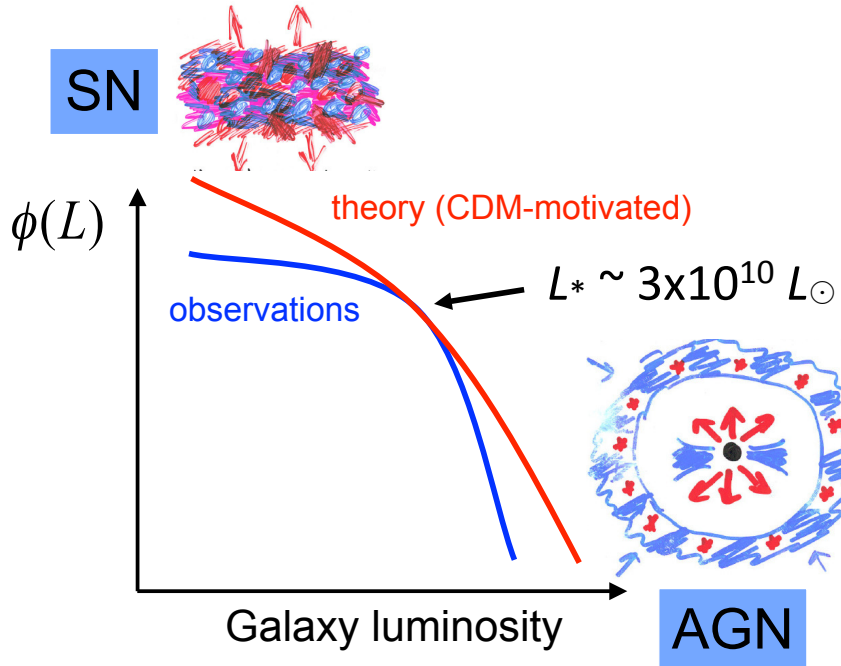 SN
ϕ(L)
theory (CDM-motivated)
observations
L* ~ 3x10¹⁰ L☉
Galaxy luminosity
AGN